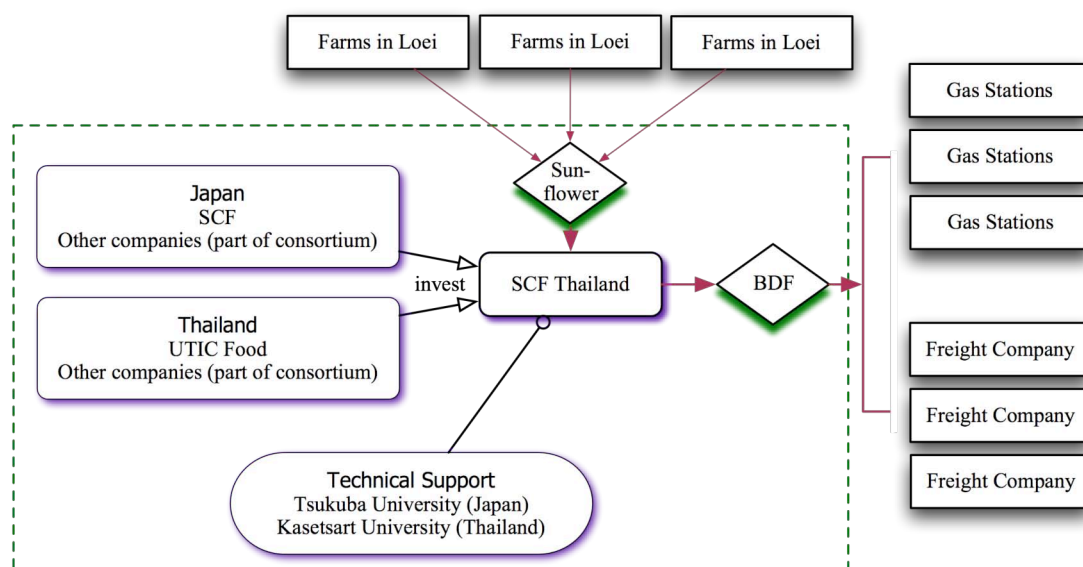 Farms in Loei
Farms in Loei
Farms in Loei
Gas Stations
Gas Stations
Gas Stations
Sun-
flower
Japan
SCF
Other companies (part of consortium)
invest
SCF Thailand
BDF
Thailand
UTIC Food
Other companies (part of consortium)
Freight Company
Freight Company
Freight Company
Technical Support
Tsukuba University (Japan)
Kasetsart University (Thailand)